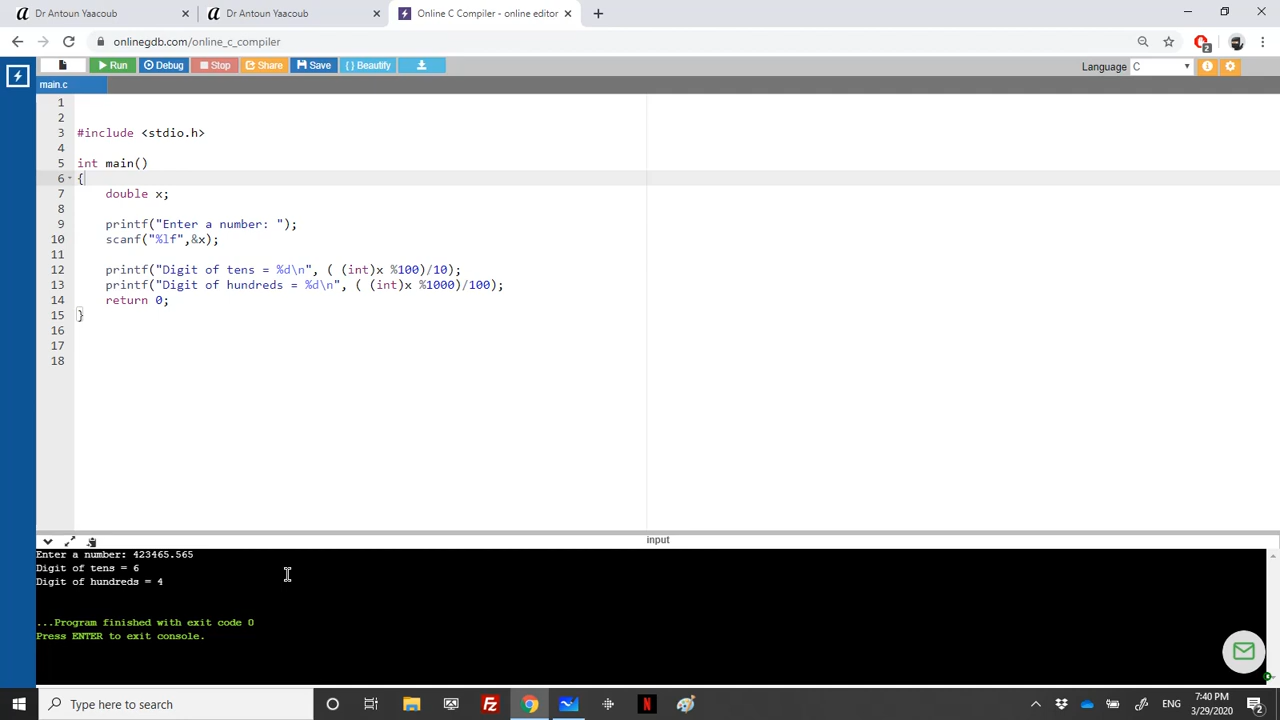 Dr Antoun Yaacoub
Dr Antoun Yaacoub
Online C Compiler - online editor
onlinegdb.com/online_c_compiler
2
Run
Debug
Stop
Share
Save
{ } Beautify
Language C
main.c
1
2
3 #include <stdio.h>
4
5 int main()
6 {
7 double x;
8
9 printf("Enter a number: ");
10 scanf("%lf",&x);
11
12 printf("Digit of tens = %d\n", ( (int)x %100)/10);
13 printf("Digit of hundreds = %d\n", ( (int)x %1000)/100);
14 return 0;
15 }
16
17
18
input
Enter a number: 423465.565
Digit of tens = 6
Digit of hundreds = 4
...Program finished with exit code 0
Press ENTER to exit console.
Type here to search
Fz
N
ENG
7:40 PM
3/29/2020
2